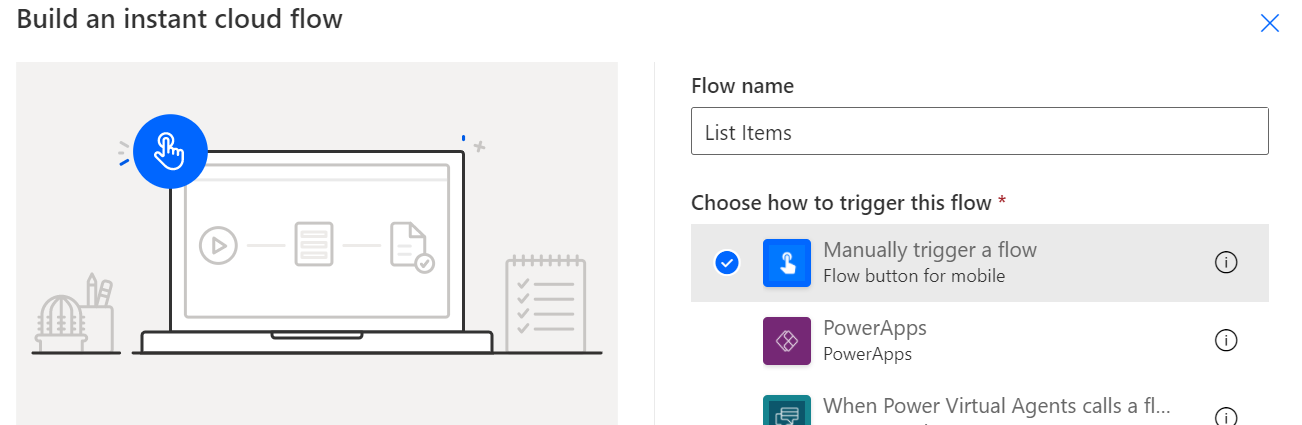 Build an instant cloud flow
Flow name
List Items
Choose how to trigger this flow *
Manually trigger a flow
Flow button for mobile
PowerApps
PowerApps
When Power Virtual Agents calls a fl...